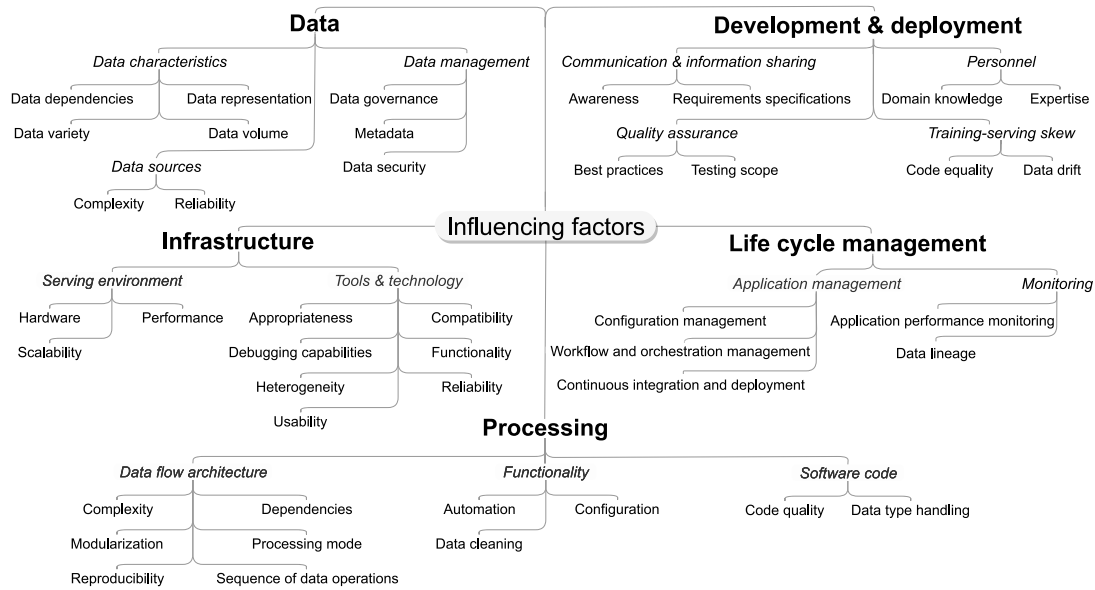 Data
Data characteristics
Data dependencies
Data representation
Data variety
Data volume
Data sources
Complexity
Reliability
Data management
Data governance
Metadata
Data security
Development & deployment
Communication & information sharing
Awareness
Requirements specifications
Personnel
Domain knowledge
Expertise
Quality assurance
Best practices
Testing scope
Training-serving skew
Code equality
Data drift
Influencing factors
Infrastructure
Serving environment
Hardware
Performance
Scalability
Tools & technology
Appropriateness
Compatibility
Debugging capabilities
Functionality
Heterogeneity
Reliability
Usability
Life cycle management
Application management
Configuration management
Workflow and orchestration management
Continuous integration and deployment
Monitoring
Application performance monitoring
Data lineage
Processing
Data flow architecture
Complexity
Dependencies
Modularization
Processing mode
Reproducibility
Sequence of data operations
Functionality
Automation
Configuration
Data cleaning
Software code
Code quality
Data type handling